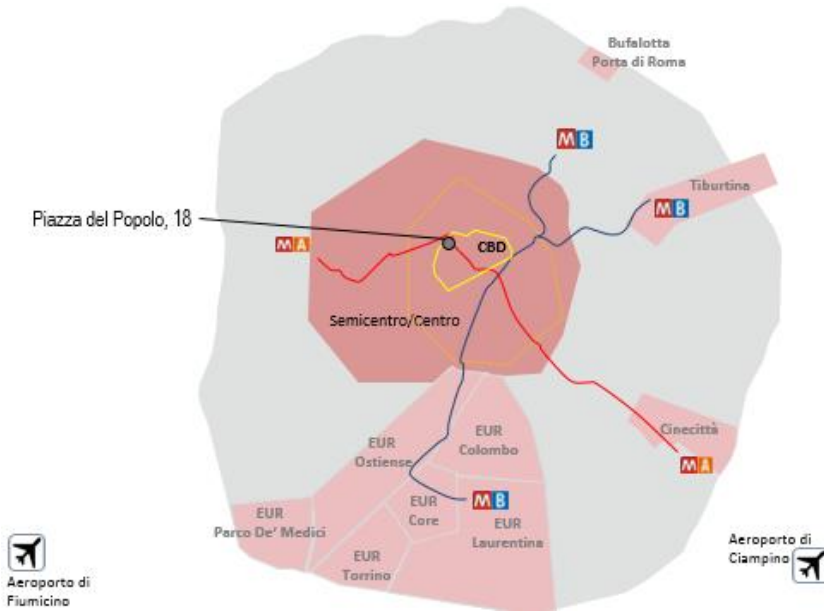 Bufalotta
Porta di Roma
M B
Tiburtina
M B
Piazza del Popolo, 18
M A
CBD
Semicentro/Centro
Cinecittà
M A
EUR
Ostiense
EUR
Colombo
EUR
Parco De' Medici
EUR
Core
M B
EUR
Laurentina
EUR
Torrino
Aeroporto di
Fiumicino
Aeroporto di
Ciampino